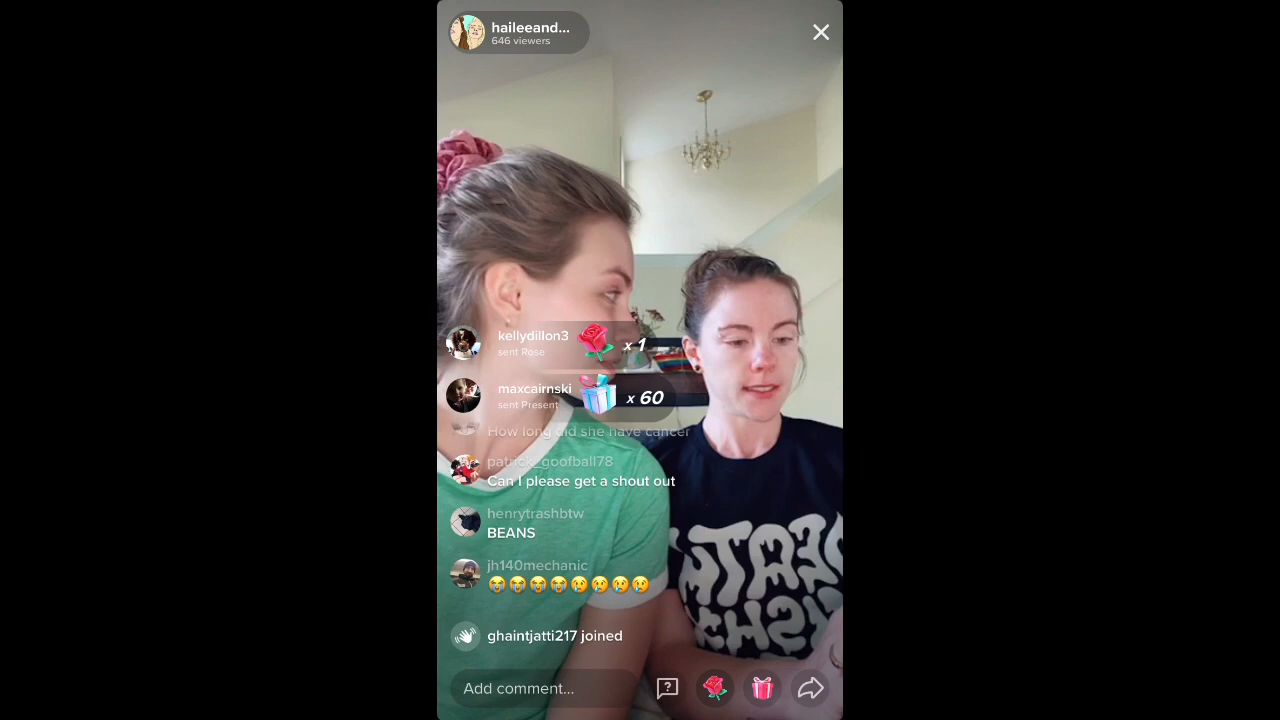 haileeand...
646 viewers
kellydillon3
sent Rose
x 1
maxcairnski
sent Present
x 60
How long did she have cancer
patrick_goofball78
Can I please get a shout out
henrytrashbtw
BEANS
jh140mechanic
😭😭😭😭😢😢😢😢
ghaintjatti217 joined
Add comment...